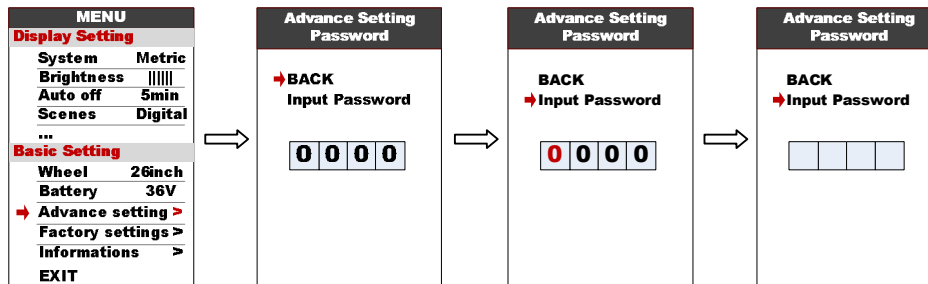 MENU
Display Setting
System Metric
Brightness ||||||
Auto off 5min
Scenes Digital
...
Basic Setting
Wheel 26inch
Battery 36V
Advance setting >
Factory settings >
Informations >
EXIT
Advance Setting
Password
BACK
Input Password
0 0 0 0
Advance Setting
Password
BACK
Input Password
0 0 0 0
Advance Setting
Password
BACK
Input Password